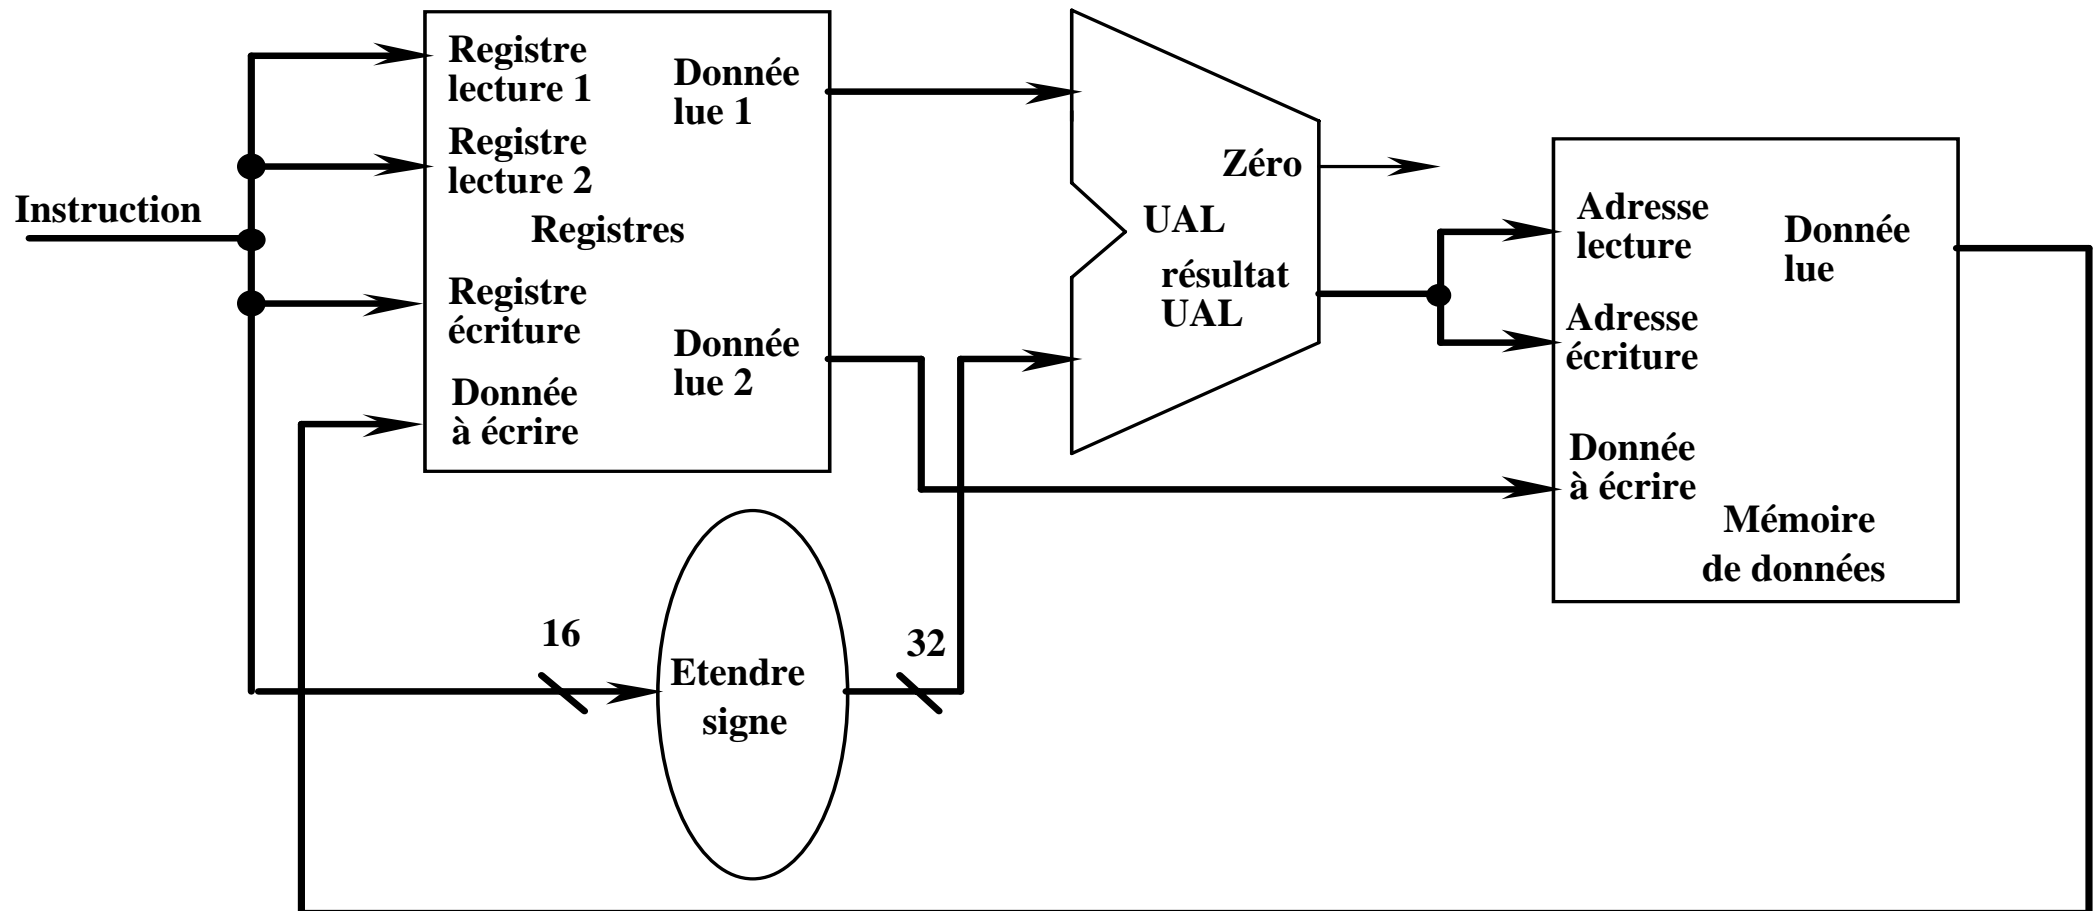 Instruction
Registre
lecture 1
Registre
lecture 2
Registres
Registre
écriture
Donnée
à écrire
Donnée
lue 1
Donnée
lue 2
Zéro
UAL
résultat
UAL
Adresse
lecture
Adresse
écriture
Donnée
à écrire
Donnée
lue
Mémoire
de données
16
Etendre
signe
32